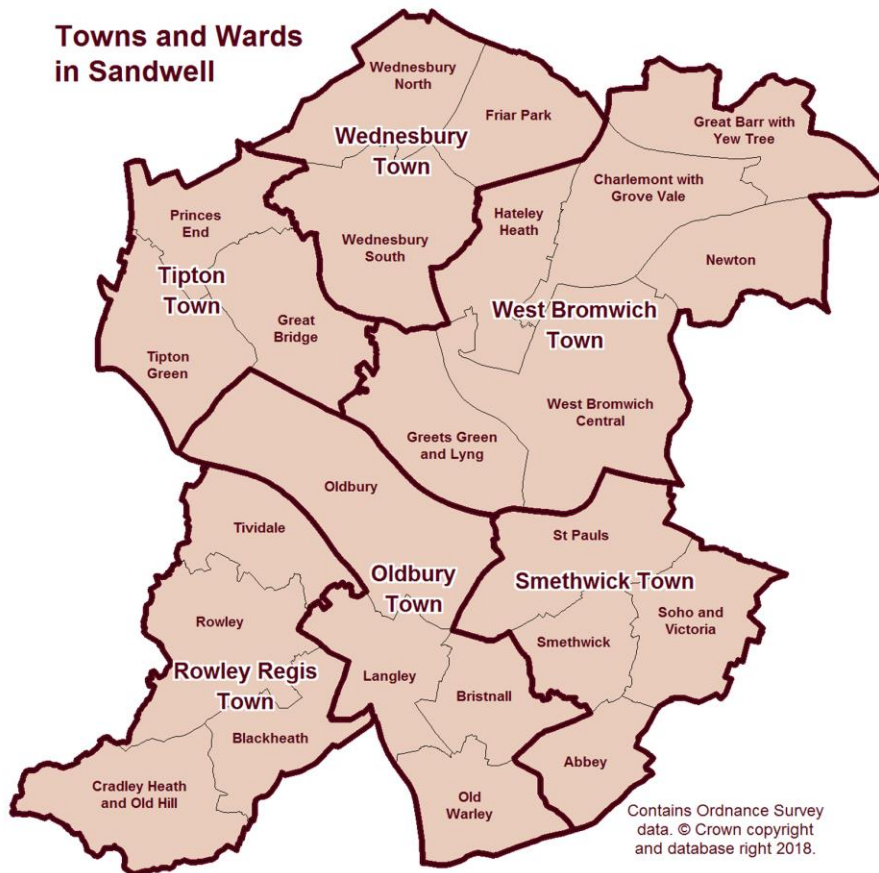 Towns and Wards
in Sandwell
Wednesbury
North
Friar Park
Great Barr with
Yew Tree
Wednesbury
Town
Charlemont with
Grove Vale
Princes
End
Hateley
Heath
Wednesbury
South
Newton
Tipton
Town
West Bromwich
Town
Great
Bridge
Tipton
Green
West Bromwich
Central
Greets Green
and Lyng
Oldbury
Tividale
St Pauls
Oldbury
Town
Smethwick Town
Rowley
Soho and
Victoria
Smethwick
Rowley Regis
Town
Langley
Bristnall
Blackheath
Abbey
Cradley Heath
and Old Hill
Old
Warley
Contains Ordnance Survey
data. © Crown copyright
and database right 2018.